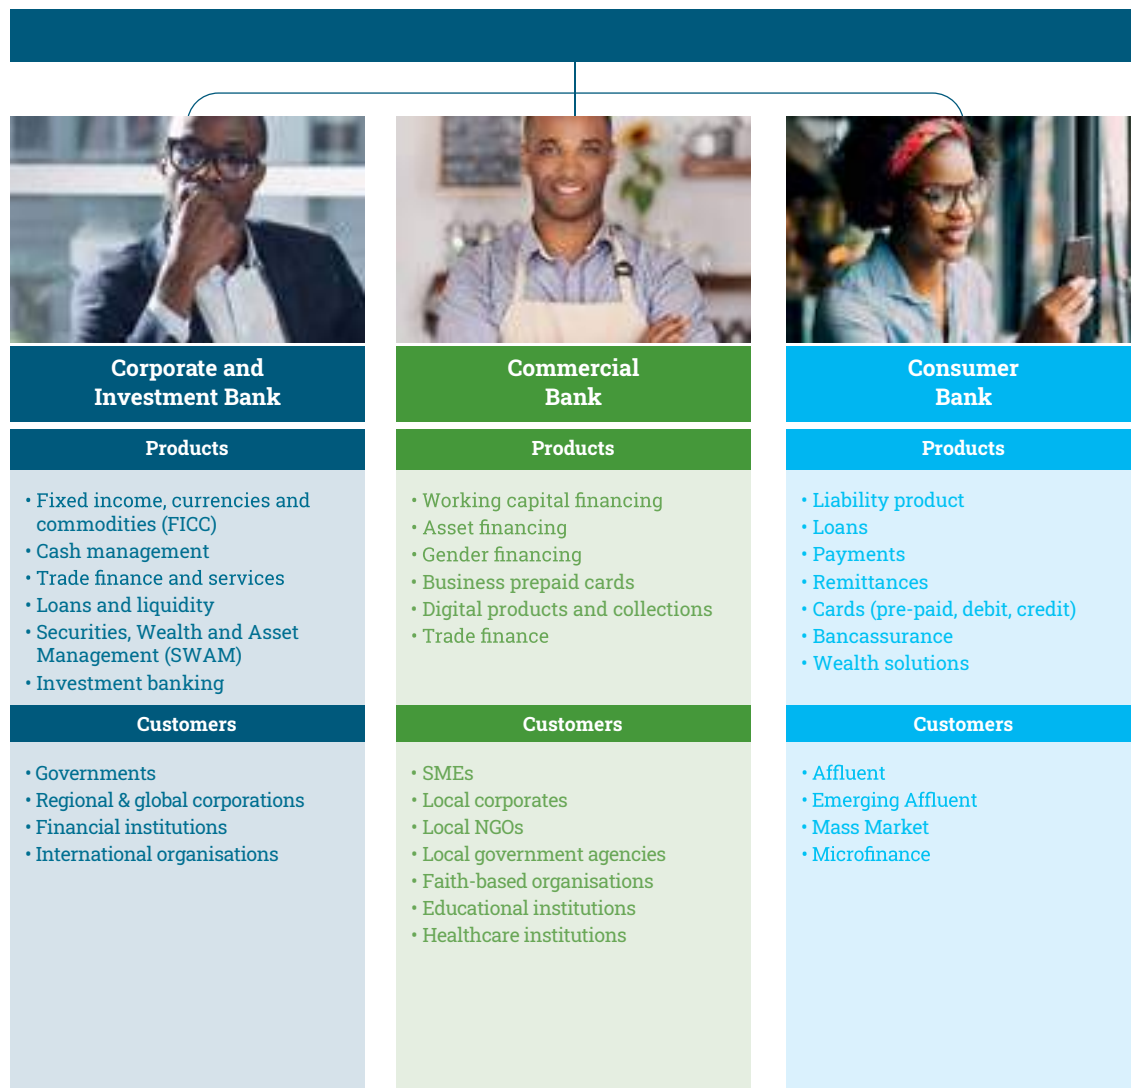 Corporate and
Investment Bank
Products
• Fixed income, currencies and
commodities (FICC)
• Cash management
• Trade finance and services
• Loans and liquidity
• Securities, Wealth and Asset
Management (SWAM)
• Investment banking
Customers
• Governments
• Regional & global corporations
• Financial institutions
• International organisations
Commercial
Bank
Products
• Working capital financing
• Asset financing
• Gender financing
• Business prepaid cards
• Digital products and collections
• Trade finance
Customers
• SMEs
• Local corporates
• Local NGOs
• Local government agencies
• Faith-based organisations
• Educational institutions
• Healthcare institutions
Consumer
Bank
Products
• Liability product
• Loans
• Payments
• Remittances
• Cards (pre-paid, debit, credit)
• Bancassurance
• Wealth solutions
Customers
• Affluent
• Emerging Affluent
• Mass Market
• Microfinance